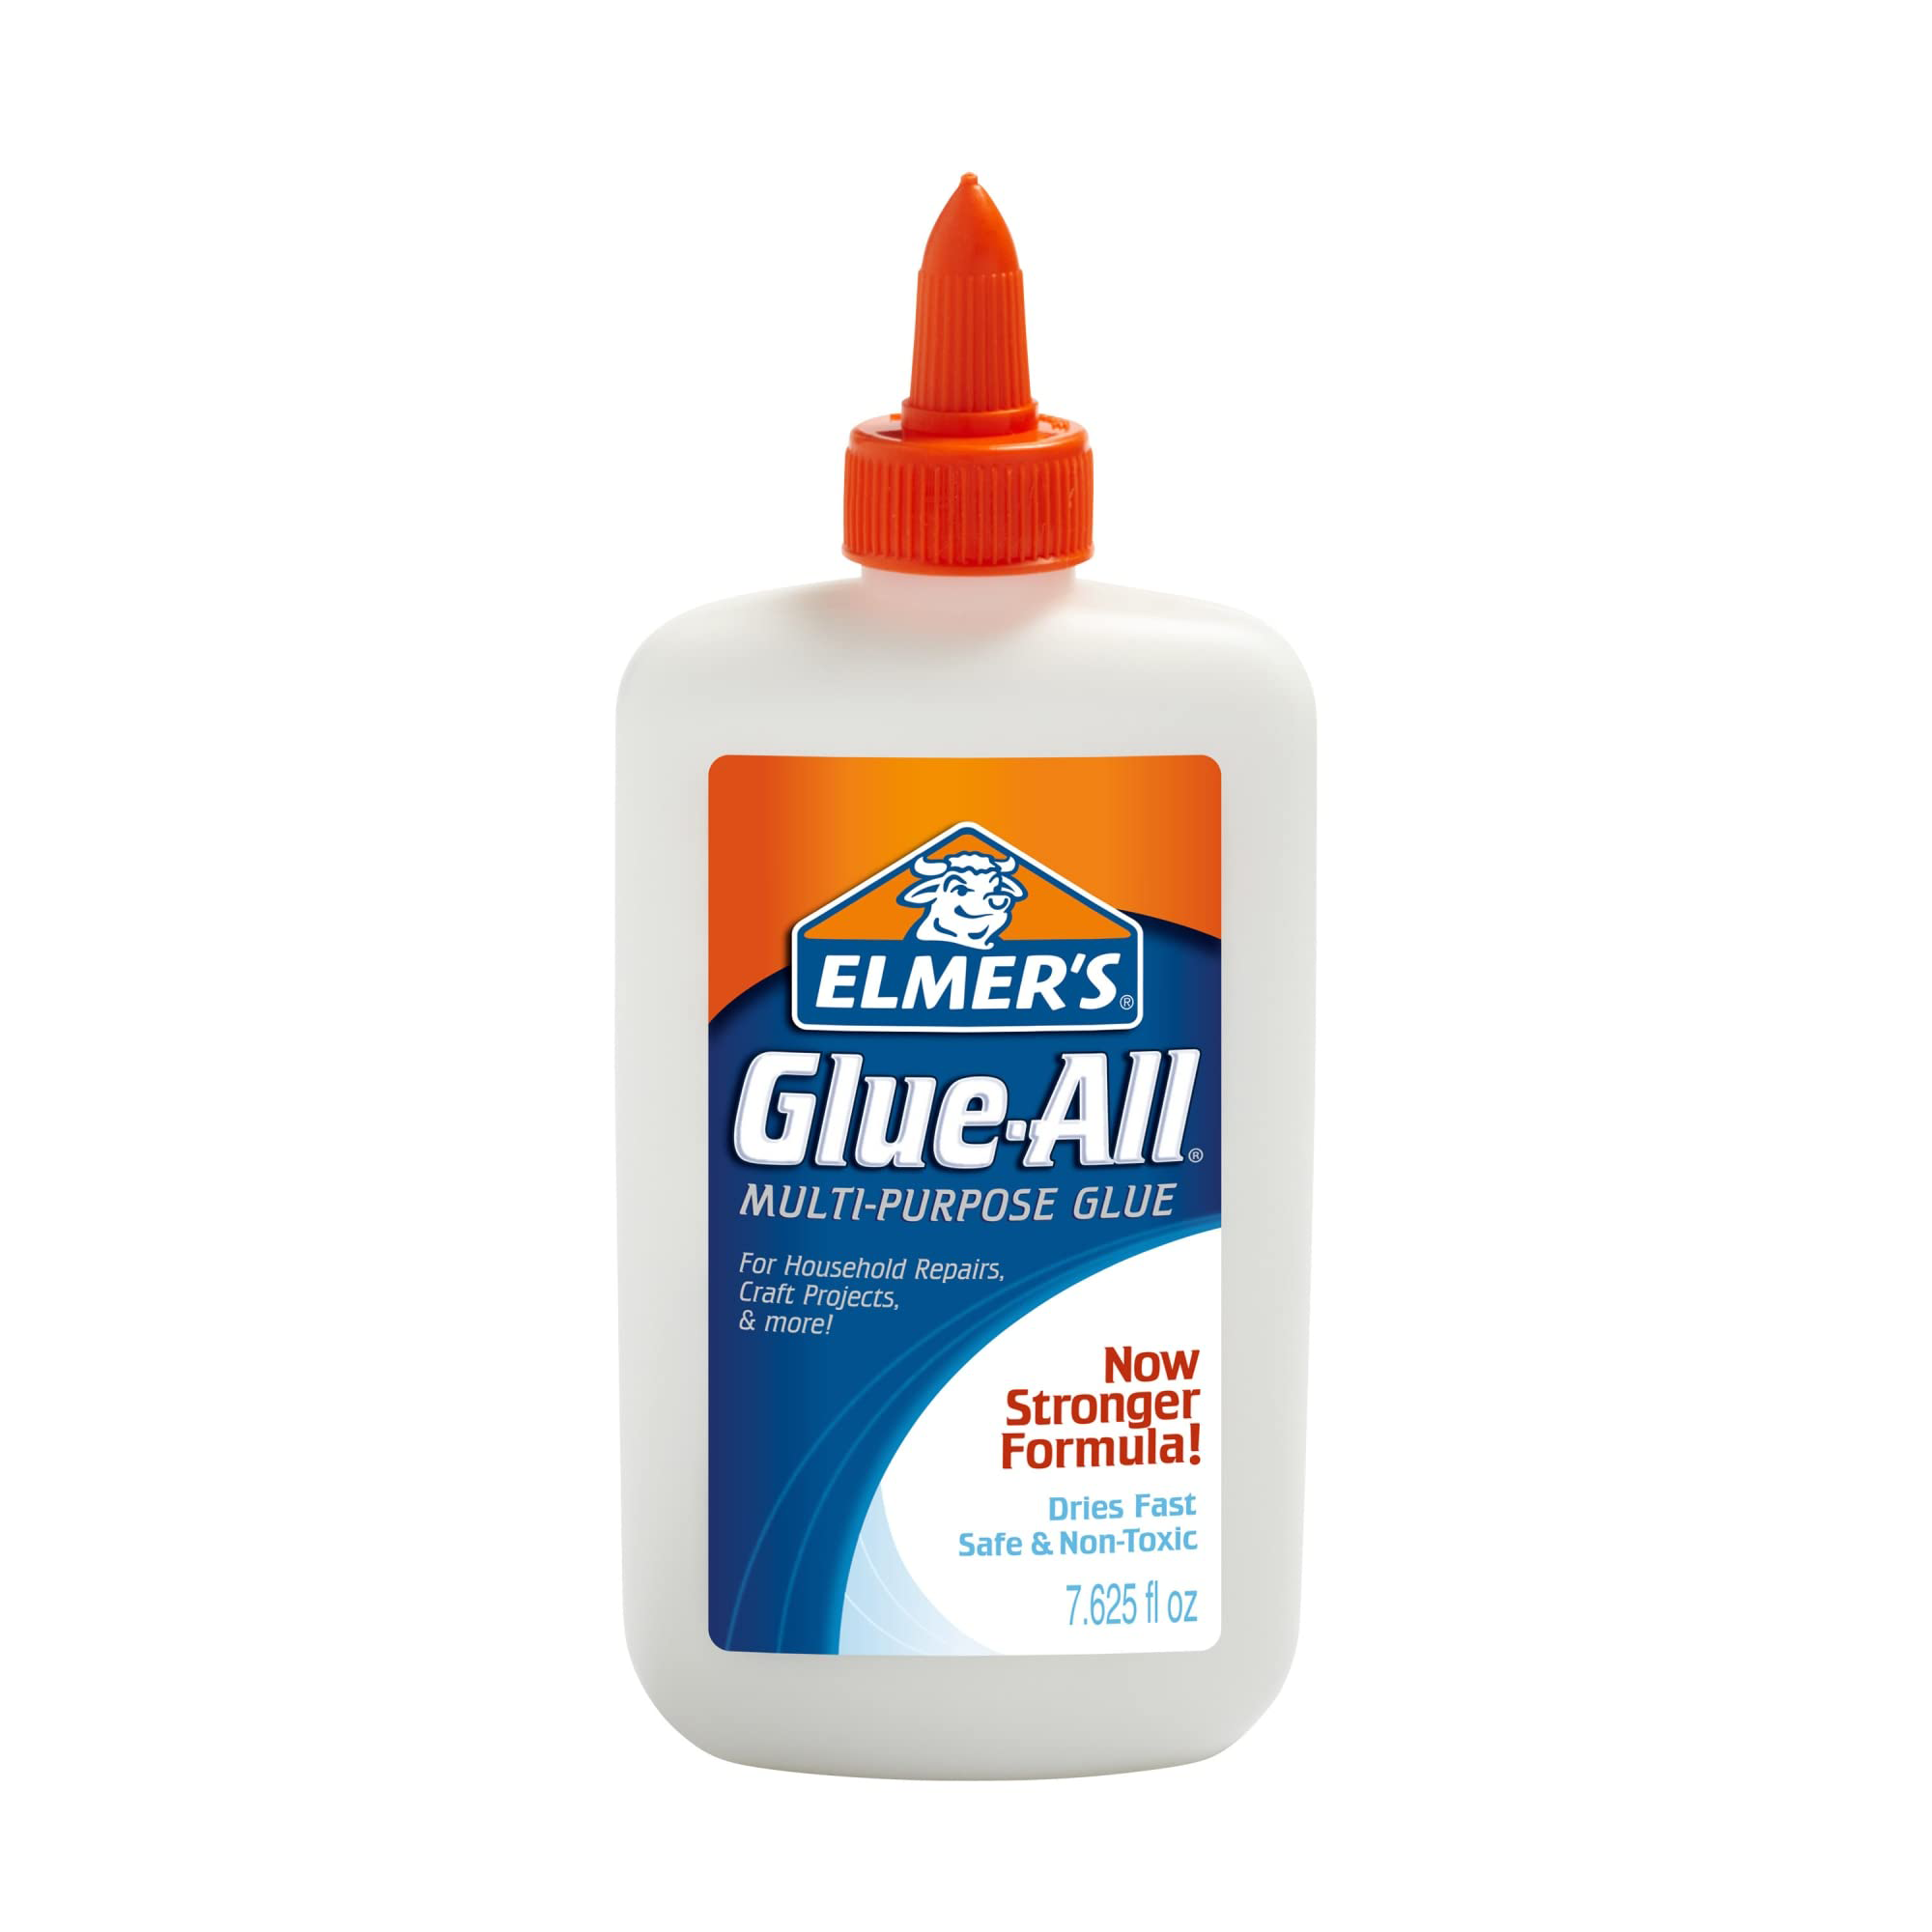 ELMER'S®
Glue-All®
MULTI-PURPOSE GLUE
For Household Repairs,
Craft Projects,
& more!
Now
Stronger
Formula!
Dries Fast
Safe & Non-Toxic
7.625 fl oz